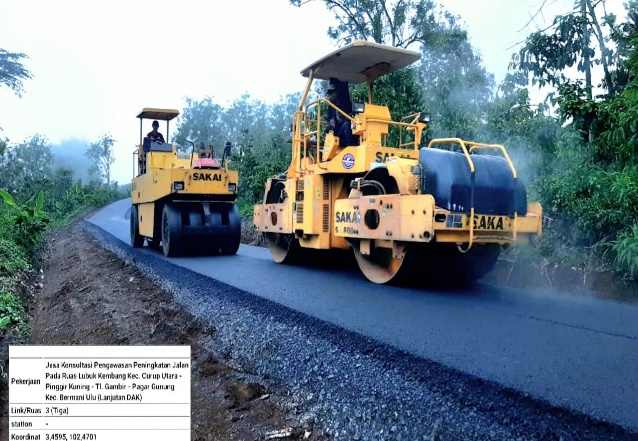 SAKAI
SAKAI
SAKAI
SAKA
Pekerjaan
Jasa Konsultasi Pengawasan Peningkatan Jalan
Pada Ruas Lubuk Kembang Kec. Curup Utara -
Pinggir Kuning - Tl. Gambir - Pagar Gunung
Kec. Bermani Ulu (Lanjutan DAK)
Link/Ruas 3 (Tiga)
station -
Koordinat 3,4595, 102,4701